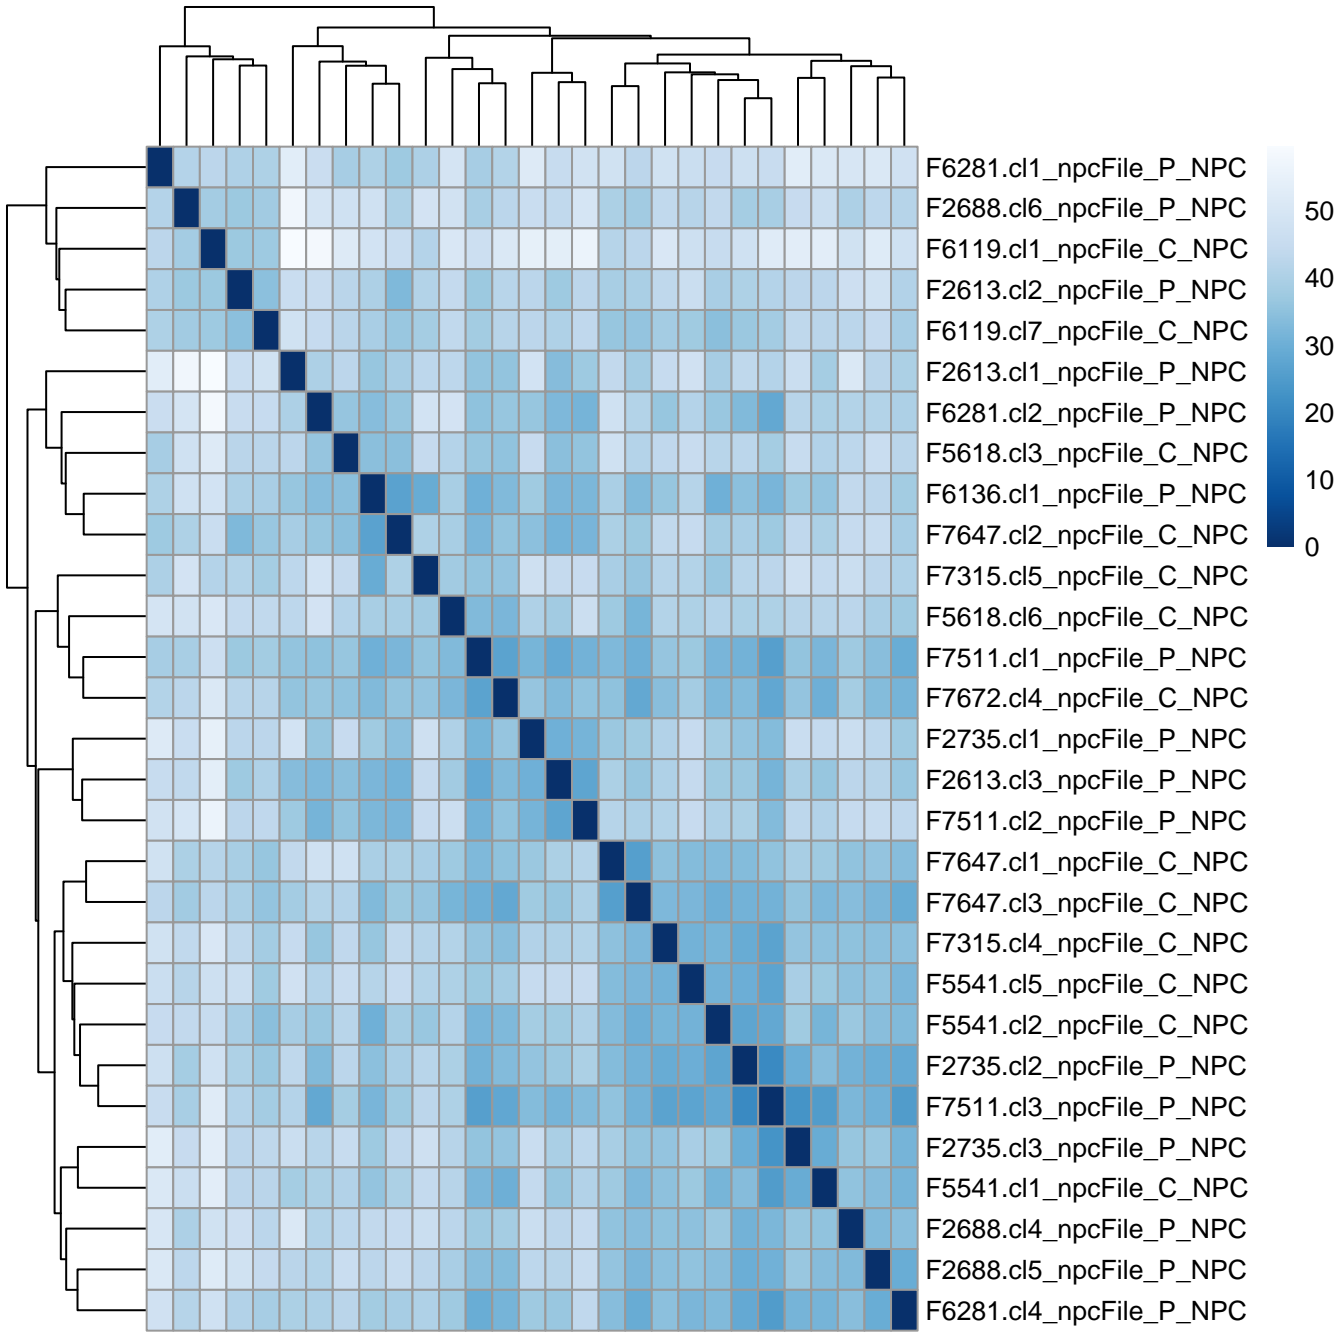 F6281.cl1_npcFile_P_NPC
F2688.cl6_npcFile_P_NPC
F6119.cl1_npcFile_C_NPC
F2613.cl2_npcFile_P_NPC
F6119.cl7_npcFile_C_NPC
F2613.cl1_npcFile_P_NPC
F6281.cl2_npcFile_P_NPC
F5618.cl3_npcFile_C_NPC
F6136.cl1_npcFile_P_NPC
F7647.cl2_npcFile_C_NPC
F7315.cl5_npcFile_C_NPC
F5618.cl6_npcFile_C_NPC
F7511.cl1_npcFile_P_NPC
F7672.cl4_npcFile_C_NPC
F2735.cl1_npcFile_P_NPC
F2613.cl3_npcFile_P_NPC
F7511.cl2_npcFile_P_NPC
F7647.cl1_npcFile_C_NPC
F7647.cl3_npcFile_C_NPC
F7315.cl4_npcFile_C_NPC
F5541.cl5_npcFile_C_NPC
F5541.cl2_npcFile_C_NPC
F2735.cl2_npcFile_P_NPC
F7511.cl3_npcFile_P_NPC
F2735.cl3_npcFile_P_NPC
F5541.cl1_npcFile_C_NPC
F2688.cl4_npcFile_P_NPC
F2688.cl5_npcFile_P_NPC
F6281.cl4_npcFile_P_NPC
50
40
30
20
10
0